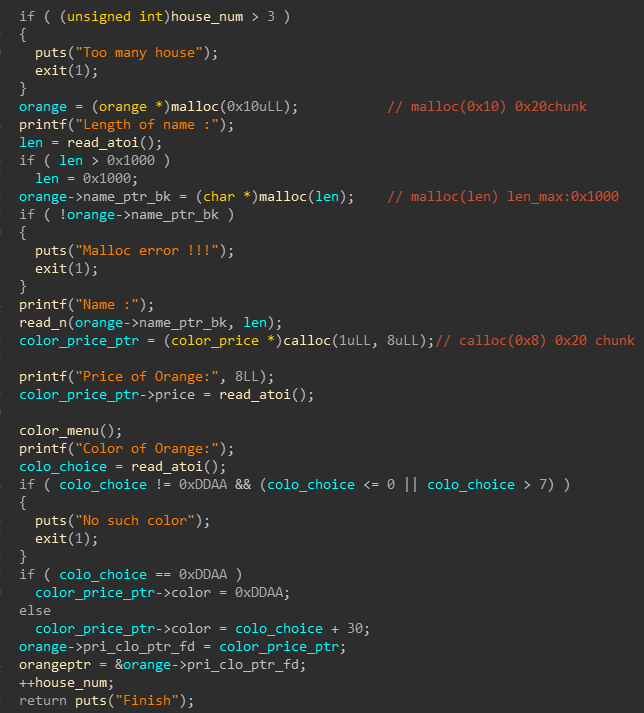 if ( (unsigned int)house_num > 3 )
{
  puts("Too many house");
  exit(1);
}
orange = (orange *)malloc(0x10uLL);           // malloc(0x10) 0x20chunk
printf("Length of name :");
len = read_atoi();
if ( len > 0x1000 )
  len = 0x1000;
orange->name_ptr_bk = (char *)malloc(len);    // malloc(len) len_max:0x1000
if ( !orange->name_ptr_bk )
{
  puts("Malloc error !!!");
  exit(1);
}
printf("Name :");
read_n(orange->name_ptr_bk, len);
color_price_ptr = (color_price *)calloc(1uLL, 8uLL);// calloc(0x8) 0x20 chunk
printf("Price of Orange:", 8LL);
color_price_ptr->price = read_atoi();
color_menu();
printf("Color of Orange:");
colo_choice = read_atoi();
if ( colo_choice != 0xDDAA && (colo_choice <= 0 || colo_choice > 7) )
{
  puts("No such color");
  exit(1);
}
if ( colo_choice == 0xDDAA )
  color_price_ptr->color = 0xDDAA;
else
  color_price_ptr->color = colo_choice + 30;
orange->pri_clo_ptr_fd = color_price_ptr;
orangeptr = &orange->pri_clo_ptr_fd;
++house_num;
return puts("Finish");